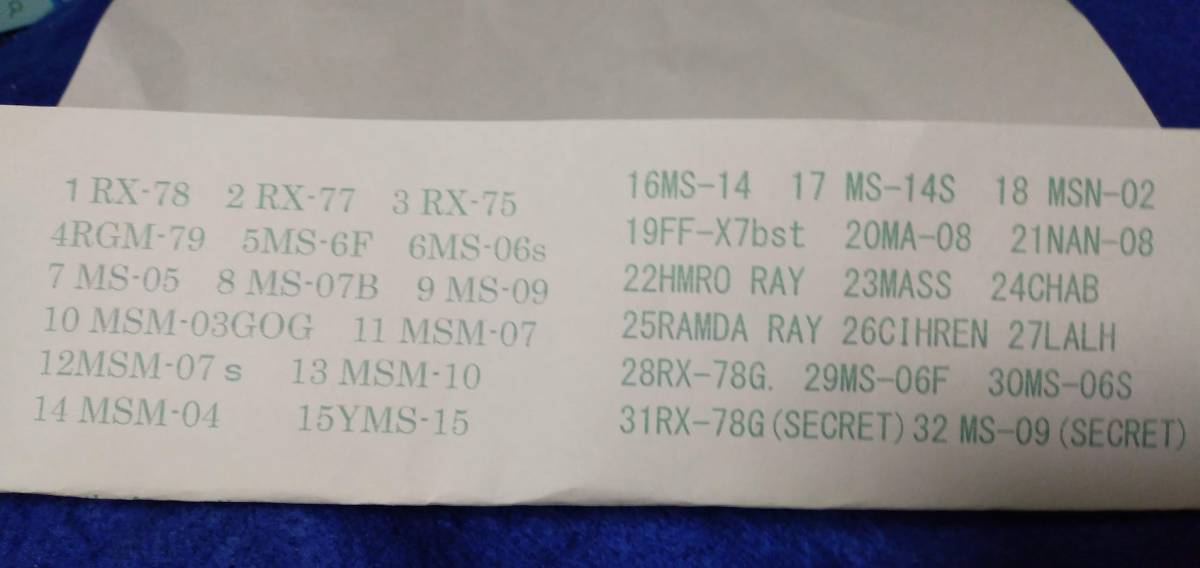 1 RX-78 2 RX-77 3 RX-75
4RGM-79 5MS-6F 6MS-06s
7 MS-05 8 MS-07B 9 MS-09
10 MSM-03GOG 11 MSM-07
12MSM-07s 13 MSM-10
14 MSM-04 15YMS-15
16MS-14 17 MS-14S 18 MSN-02
19FF-X7bst 20MA-08 21NAN-08
22HMRO RAY 23MASS 24CHAB
25RAMDA RAY 26CIHREN 27LALH
28RX-78G. 29MS-06F 30MS-06S
31RX-78G(SECRET) 32 MS-09(SECRET)